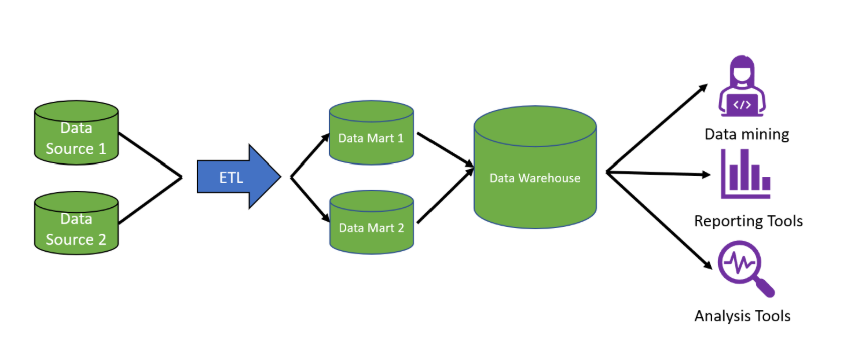 Data
Source 1
Data
Source 2
ETL
Data Mart 1
Data Mart 2
Data Warehouse
</>
Data mining
Reporting Tools
Analysis Tools